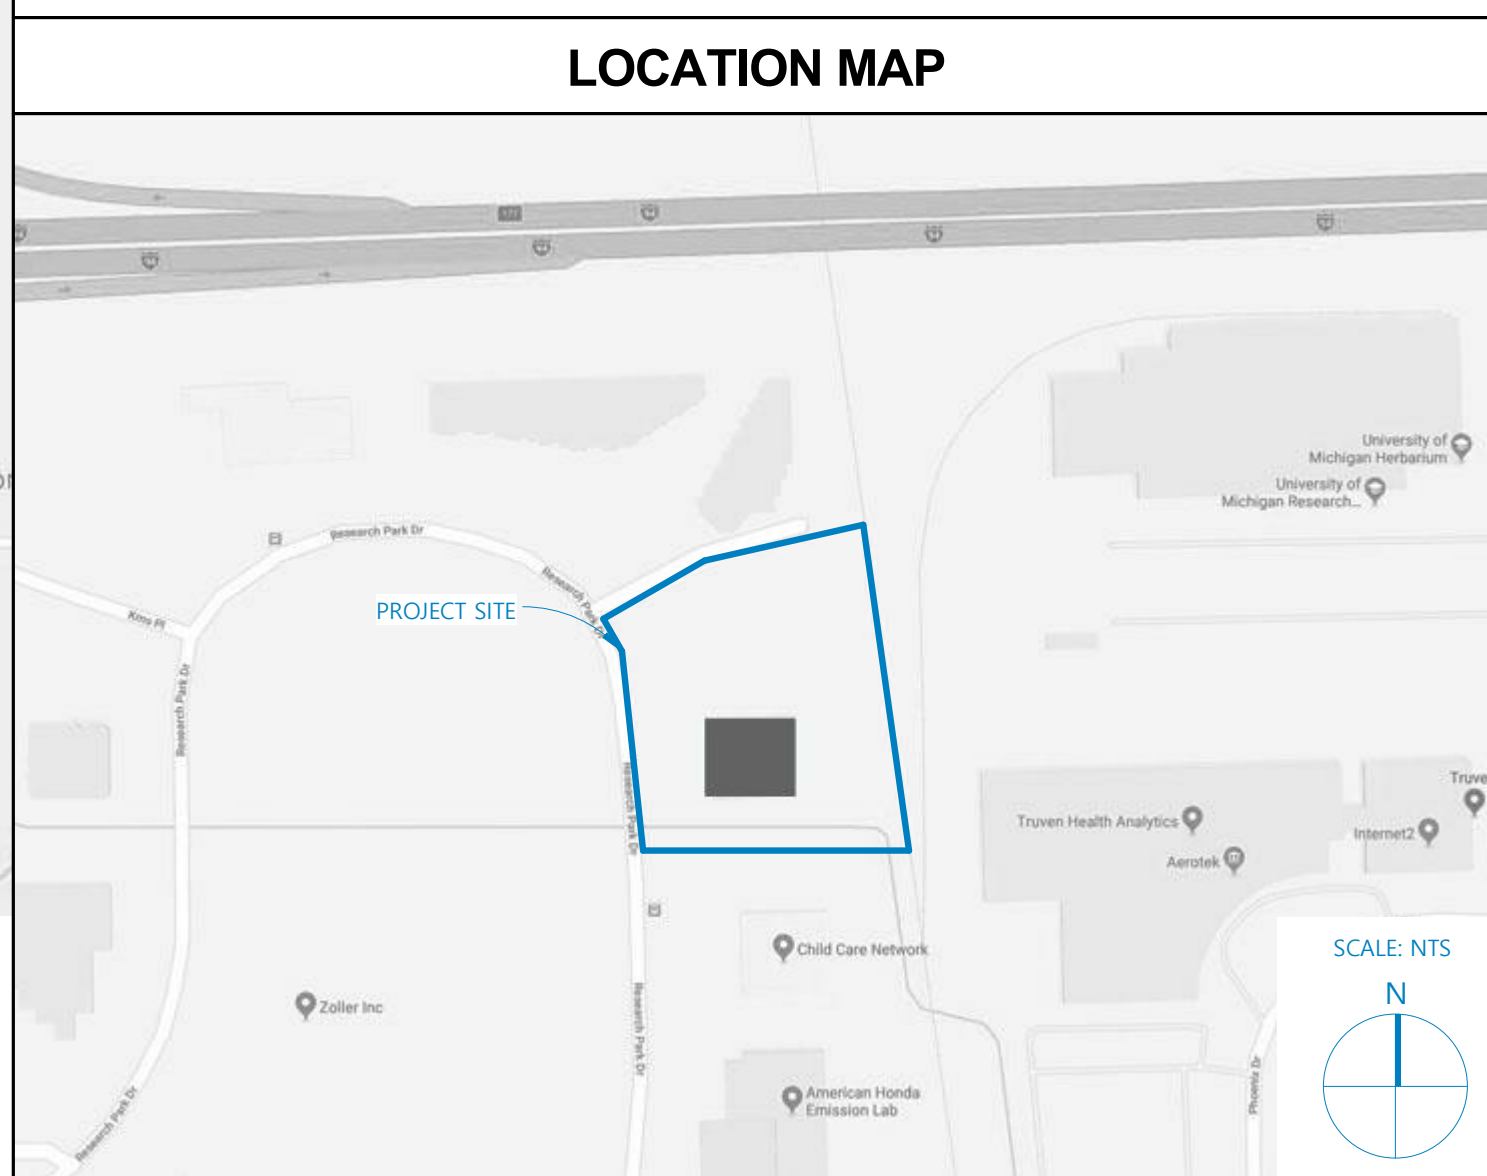 LOCATION MAP
University of
Michigan Herbarium
University of
Michigan Research...
Research Park Dr
Research Park Dr
PROJECT SITE
Kms Pl
Research Park Dr
Research Park Dr
Truven Health Analytics
Truve
Internet2
Aerotek
Child Care Network
SCALE: NTS
N
Zoller Inc
Research Park Dr
American Honda
Emission Lab
Phoenix Dr
Research Park Dr